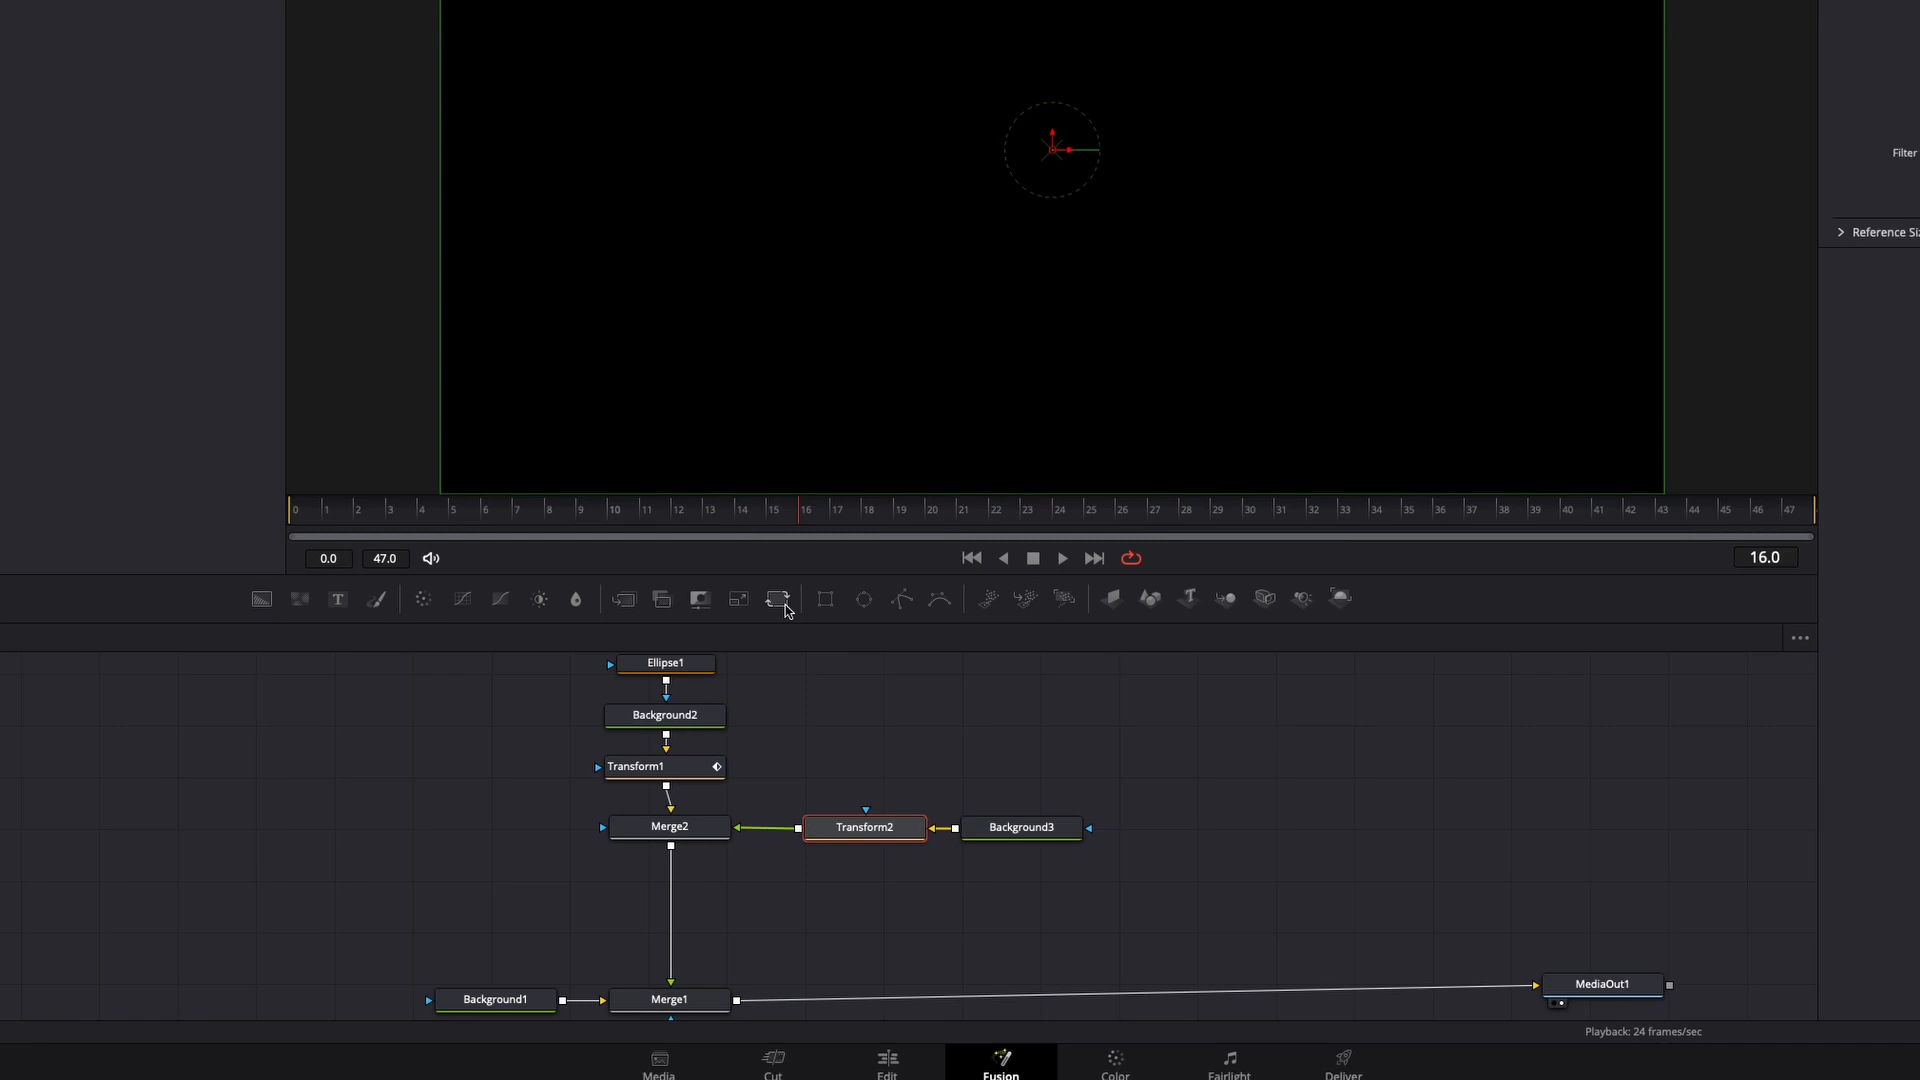 Filter
Reference Siz
0 1 2 3 4 5 6 7 8 9 10 11 12 13 14 15 16 17 18 19 20 21 22 23 24 25 26 27 28 29 30 31 32 33 34 35 36 37 38 39 40 41 42 43 44 45 46 47
0.0 47.0 16.0
T T
Ellipse1
Background2
Transform1
Merge2 Transform2 Background3
MediaOut1
Background1 Merge1
Playback: 24 frames/sec
Media Cut Edit Fusion Color Fairlight Deliver